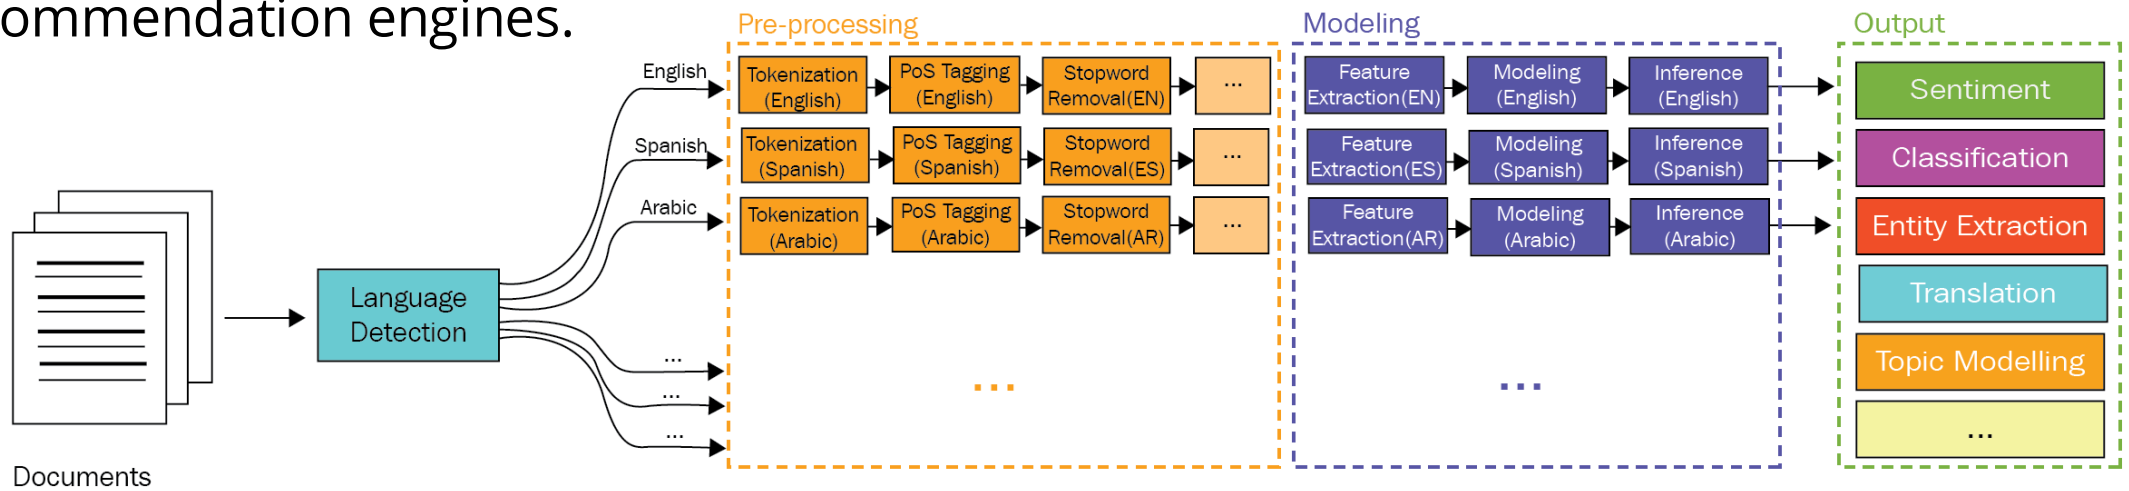 ommendation engines.
Pre-processing
Modeling
Output
English
Tokenization
(English)
PoS Tagging
(English)
Stopword
Removal(EN)
...
Feature
Extraction(EN)
Modeling
(English)
Inference
(English)
Sentiment
Spanish
Tokenization
(Spanish)
PoS Tagging
(Spanish)
Stopword
Removal(ES)
...
Feature
Extraction(ES)
Modeling
(Spanish)
Inference
(Spanish)
Classification
Arabic
Tokenization
(Arabic)
PoS Tagging
(Arabic)
Stopword
Removal(AR)
...
Feature
Extraction(AR)
Modeling
(Arabic)
Inference
(Arabic)
Entity Extraction
Language
Detection
Translation
...
...
...
...
...
Topic Modelling
...
Documents